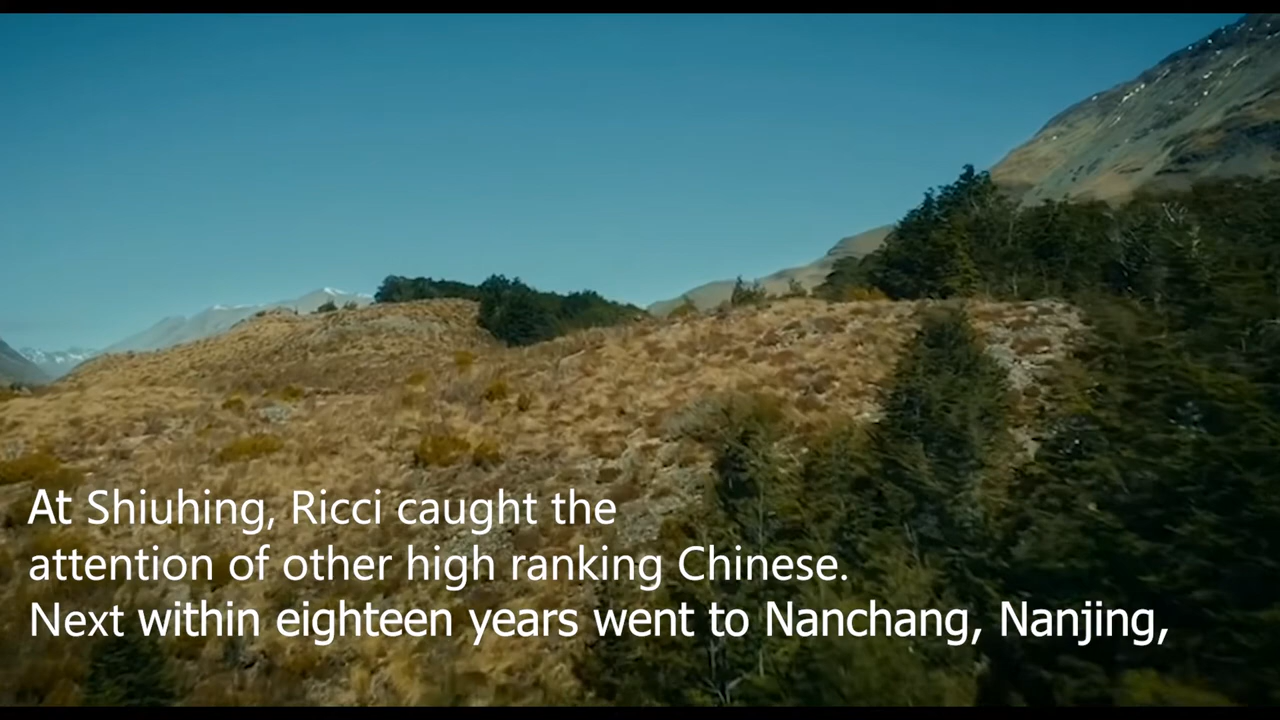 At Shiuhing, Ricci caught the
attention of other high ranking Chinese.
Next within eighteen years went to Nanchang, Nanjing,